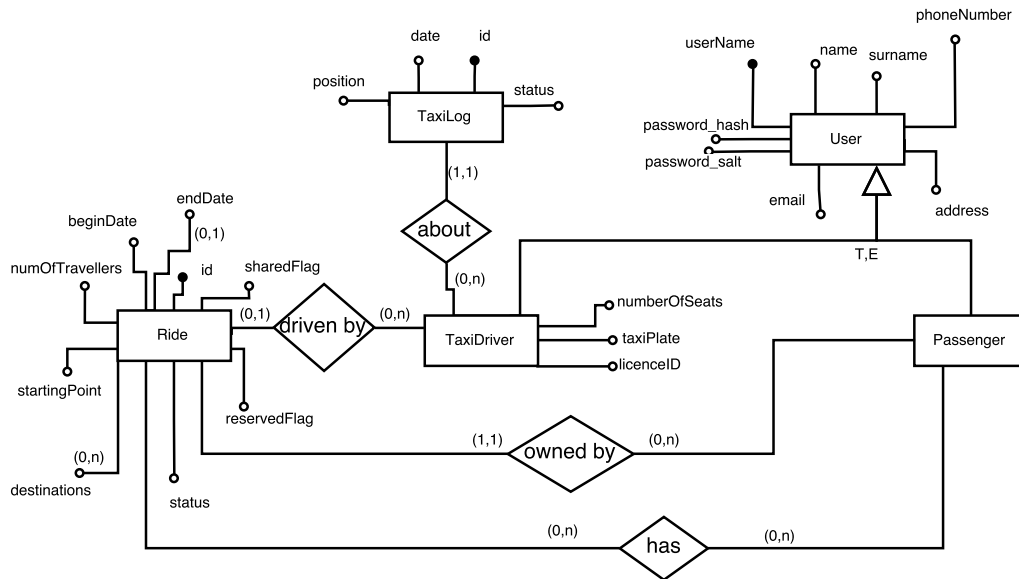 phoneNumber
date
id
userName
name
surname
position
status
TaxiLog
password_hash
User
password_salt
(1,1)
endDate
email
address
beginDate
(0,1)
about
T,E
numOfTravellers
id
sharedFlag
(0,n)
numberOfSeats
(0,1)
driven by
(0,n)
Ride
TaxiDriver
taxiPlate
Passenger
licenceID
startingPoint
reservedFlag
(1,1)
owned by
(0,n)
(0,n)
destinations
status
(0,n)
has
(0,n)